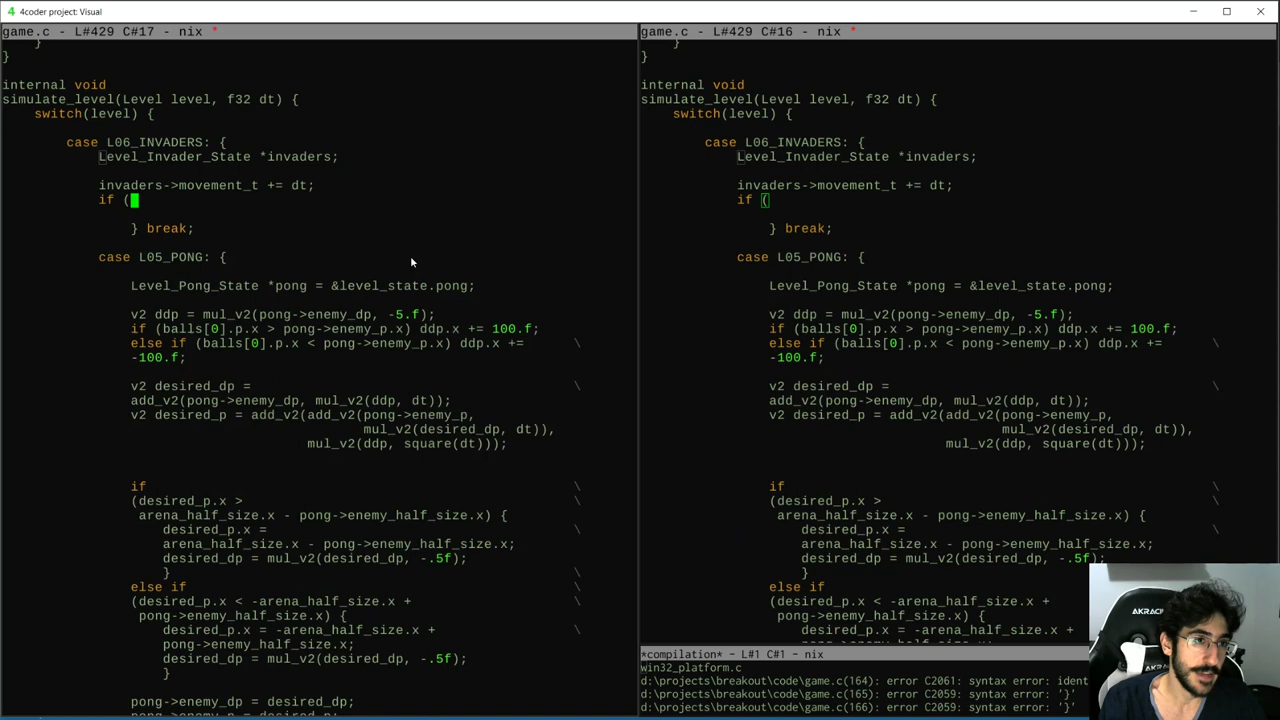 4coder project: Visual
game.c - L#429 C#17 - nix *
}
}
internal void
simulate_level(Level level, f32 dt) {
switch(level) {
case L06_INVADERS: {
Level_Invader_State *invaders;
invaders->movement_t += dt;
if (
} break;
case L05_PONG: {
Level_Pong_State *pong = &level_state.pong;
v2 ddp = mul_v2(pong->enemy_dp, -5.f);
if (balls[0].p.x > pong->enemy_p.x) ddp.x += 100.f;
else if (balls[0].p.x < pong->enemy_p.x) ddp.x += \
-100.f;
v2 desired_dp = \
add_v2(pong->enemy_dp, mul_v2(ddp, dt));
v2 desired_p = add_v2(add_v2(pong->enemy_p,
mul_v2(desired_dp, dt)),
mul_v2(ddp, square(dt)));
if \
(desired_p.x > \
arena_half_size.x - pong->enemy_half_size.x) {
desired_p.x = \
arena_half_size.x - pong->enemy_half_size.x;
desired_dp = mul_v2(desired_dp, -.5f);
} \
else if \
(desired_p.x < -arena_half_size.x + \
pong->enemy_half_size.x) {
desired_p.x = -arena_half_size.x + \
pong->enemy_half_size.x;
desired_dp = mul_v2(desired_dp, -.5f);
}
pong->enemy_dp = desired_dp;
game.c - L#429 C#16 - nix *
}
}
internal void
simulate_level(Level level, f32 dt) {
switch(level) {
case L06_INVADERS: {
Level_Invader_State *invaders;
invaders->movement_t += dt;
if (
} break;
case L05_PONG: {
Level_Pong_State *pong = &level_state.pong;
v2 ddp = mul_v2(pong->enemy_dp, -5.f);
if (balls[0].p.x > pong->enemy_p.x) ddp.x += 100.f;
else if (balls[0].p.x < pong->enemy_p.x) ddp.x += \
-100.f;
v2 desired_dp = \
add_v2(pong->enemy_dp, mul_v2(ddp, dt));
v2 desired_p = add_v2(add_v2(pong->enemy_p,
mul_v2(desired_dp, dt)),
mul_v2(ddp, square(dt)));
if \
(desired_p.x > \
arena_half_size.x - pong->enemy_half_size.x) {
desired_p.x = \
arena_half_size.x - pong->enemy_half_size.x;
desired_dp = mul_v2(desired_dp, -.5f);
}
else if
(desired_p.x < -arena_half_size.x +
pong->enemy_half_size.x) {
desired_p.x = -arena_half_size.x +
*compilation* - L#1 C#1 - nix
win32_platform.c
d:\projects\breakout\code\game.c(164): error C2061: syntax error: ident
d:\projects\breakout\code\game.c(165): error C2059: syntax error: '}'
d:\projects\breakout\code\game.c(166): error C2059: syntax error: '}'
AKRACING